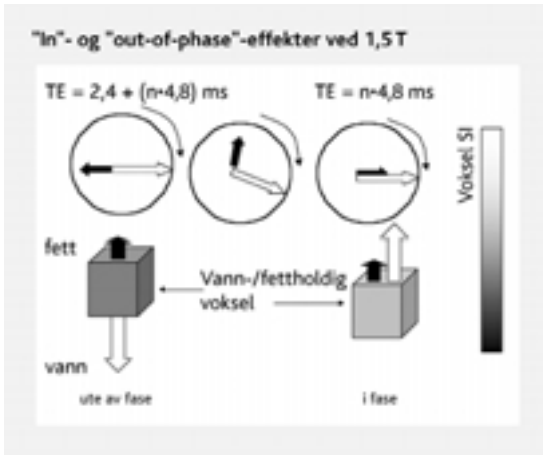 "In"- og "out-of-phase"-effekter ved 1,5 T
TE = 2,4 + (n•4,8) ms
TE = n•4,8 ms
Voksel SI
fett
Vann-/fettholdig
voksel
vann
ute av fase
i fase